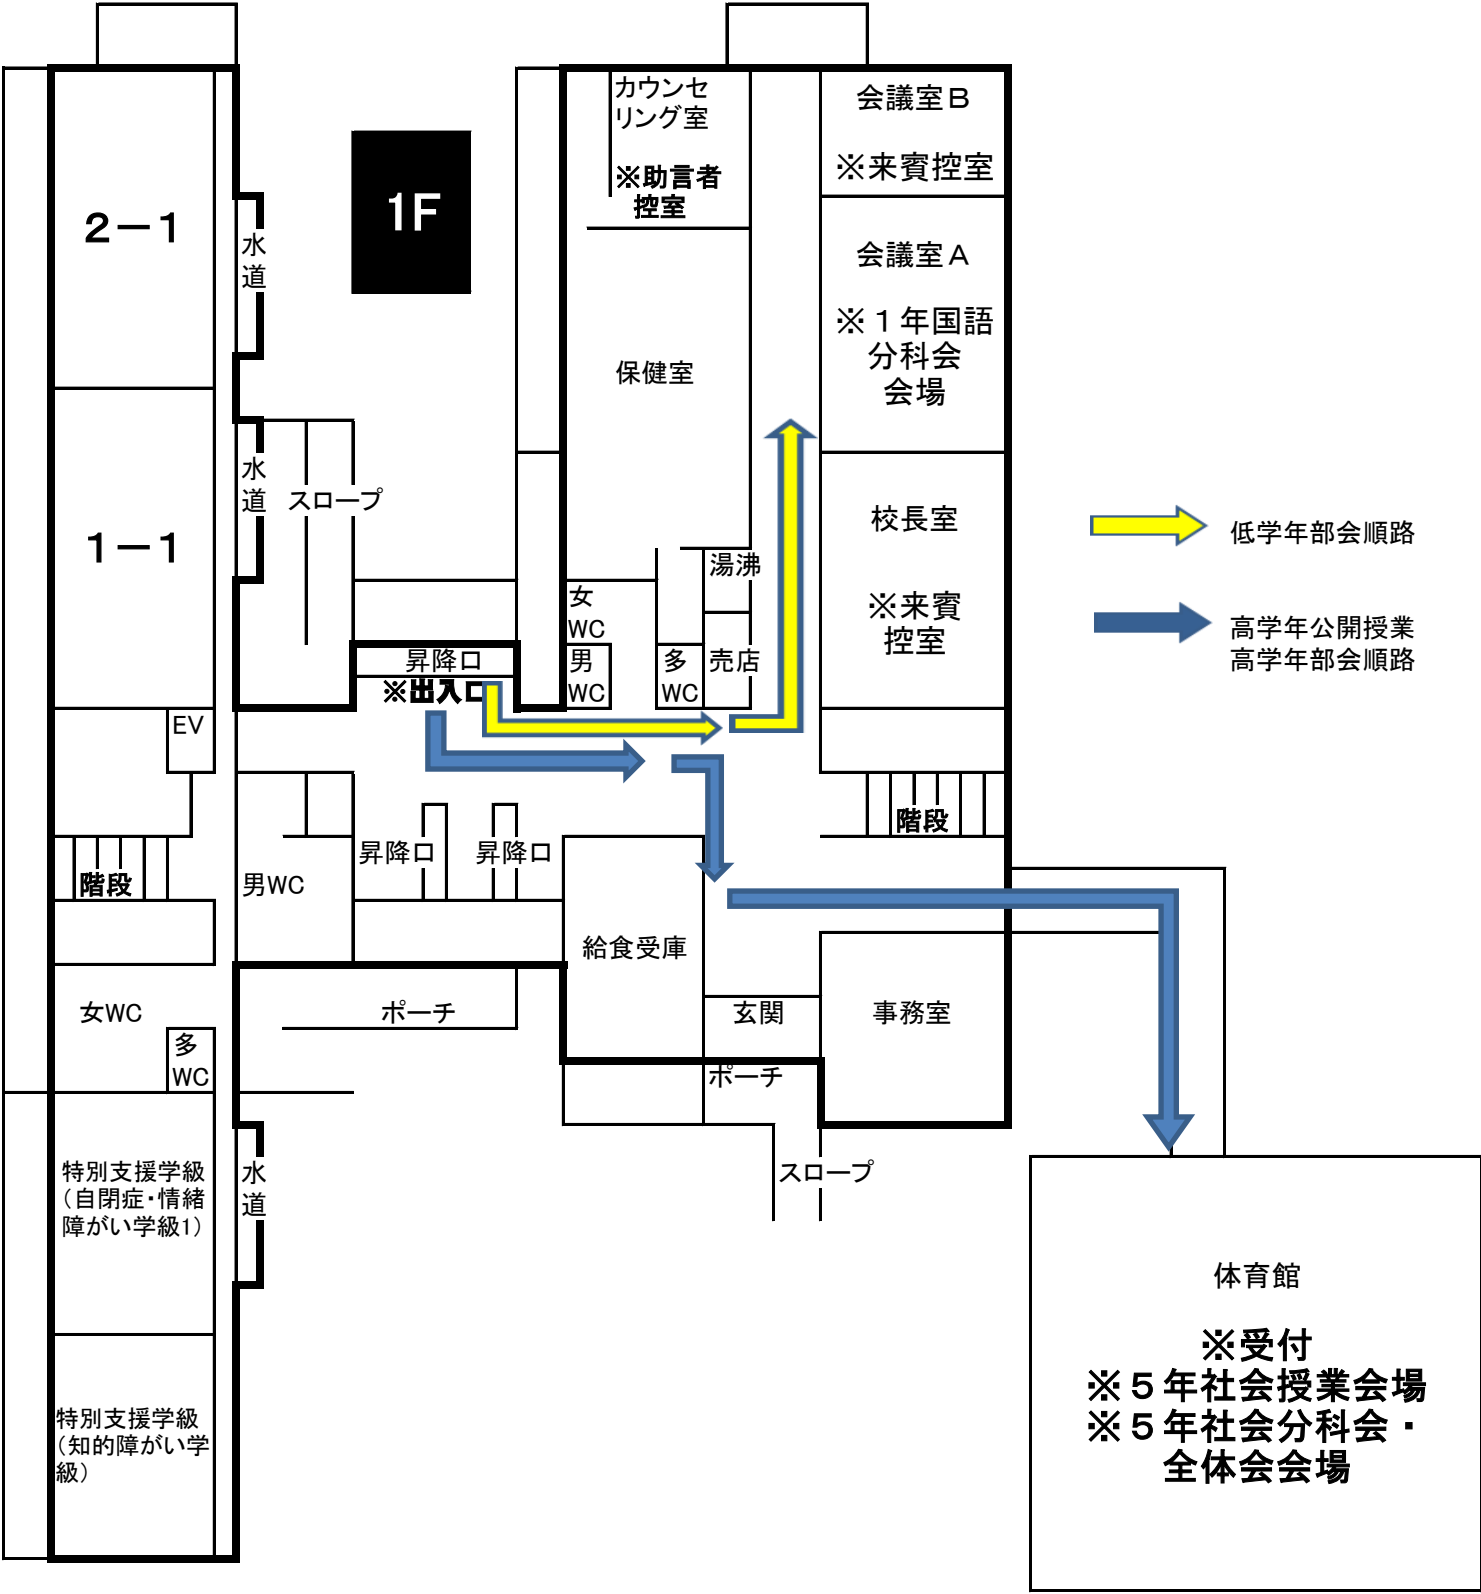 カウンセ
リング室
※助言者
控室
会議室Ｂ
※来賓控室
1F
２－１
水
道
会議室Ａ
※１年国語
分科会
会場
保健室
水
道
スロープ
１－１
校長室
※来賓
控室
低学年部会順路
高学年公開授業
高学年部会順路
湯沸
女
WC
男
WC
多
WC
売店
昇降口
※出入口
EV
階段
階段
昇降口
昇降口
男WC
給食受庫
女WC
多
WC
ポーチ
玄関
事務室
ポーチ
スロープ
特別支援学級
（自閉症・情緒
障がい学級1）
水
道
特別支援学級
（知的障がい学
級）
体育館
※受付
※５年社会授業会場
※５年社会分科会・
全体会会場